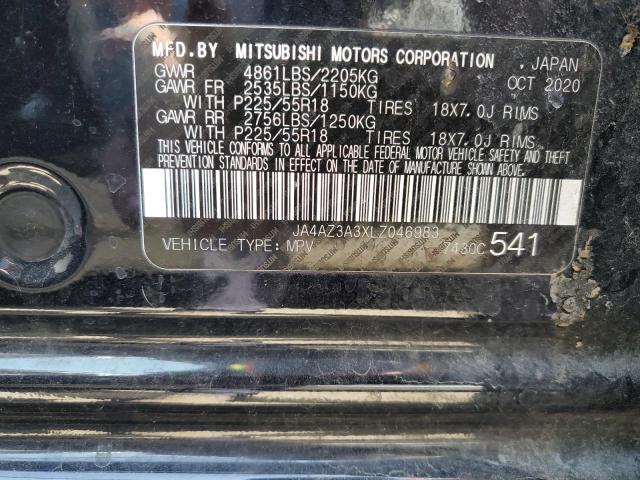 MFD.BY MITSUBISHI MOTORS CORPORATION , JAPAN
GVWR 4861LBS/2205KG OCT 2020
GAWR FR 2535LBS/1150KG
WITH P225/55R18 TIRES 18X7.0J RIMS
GAWR RR 2756LBS/1250KG
WITH P225/55R18 TIRES 18X7.0J RIMS
THIS VEHICLE CONFORMS TO ALL APPLICABLE FEDERAL MOTOR VEHICLE SAFETY AND THEFT
PREVENTION STANDARDS IN EFFECT ON THE DATE OF MANUFACTURE SHOWN ABOVE.
JA4AZ3A3XLZ046983
VEHICLE TYPE: MPV 7430C 541